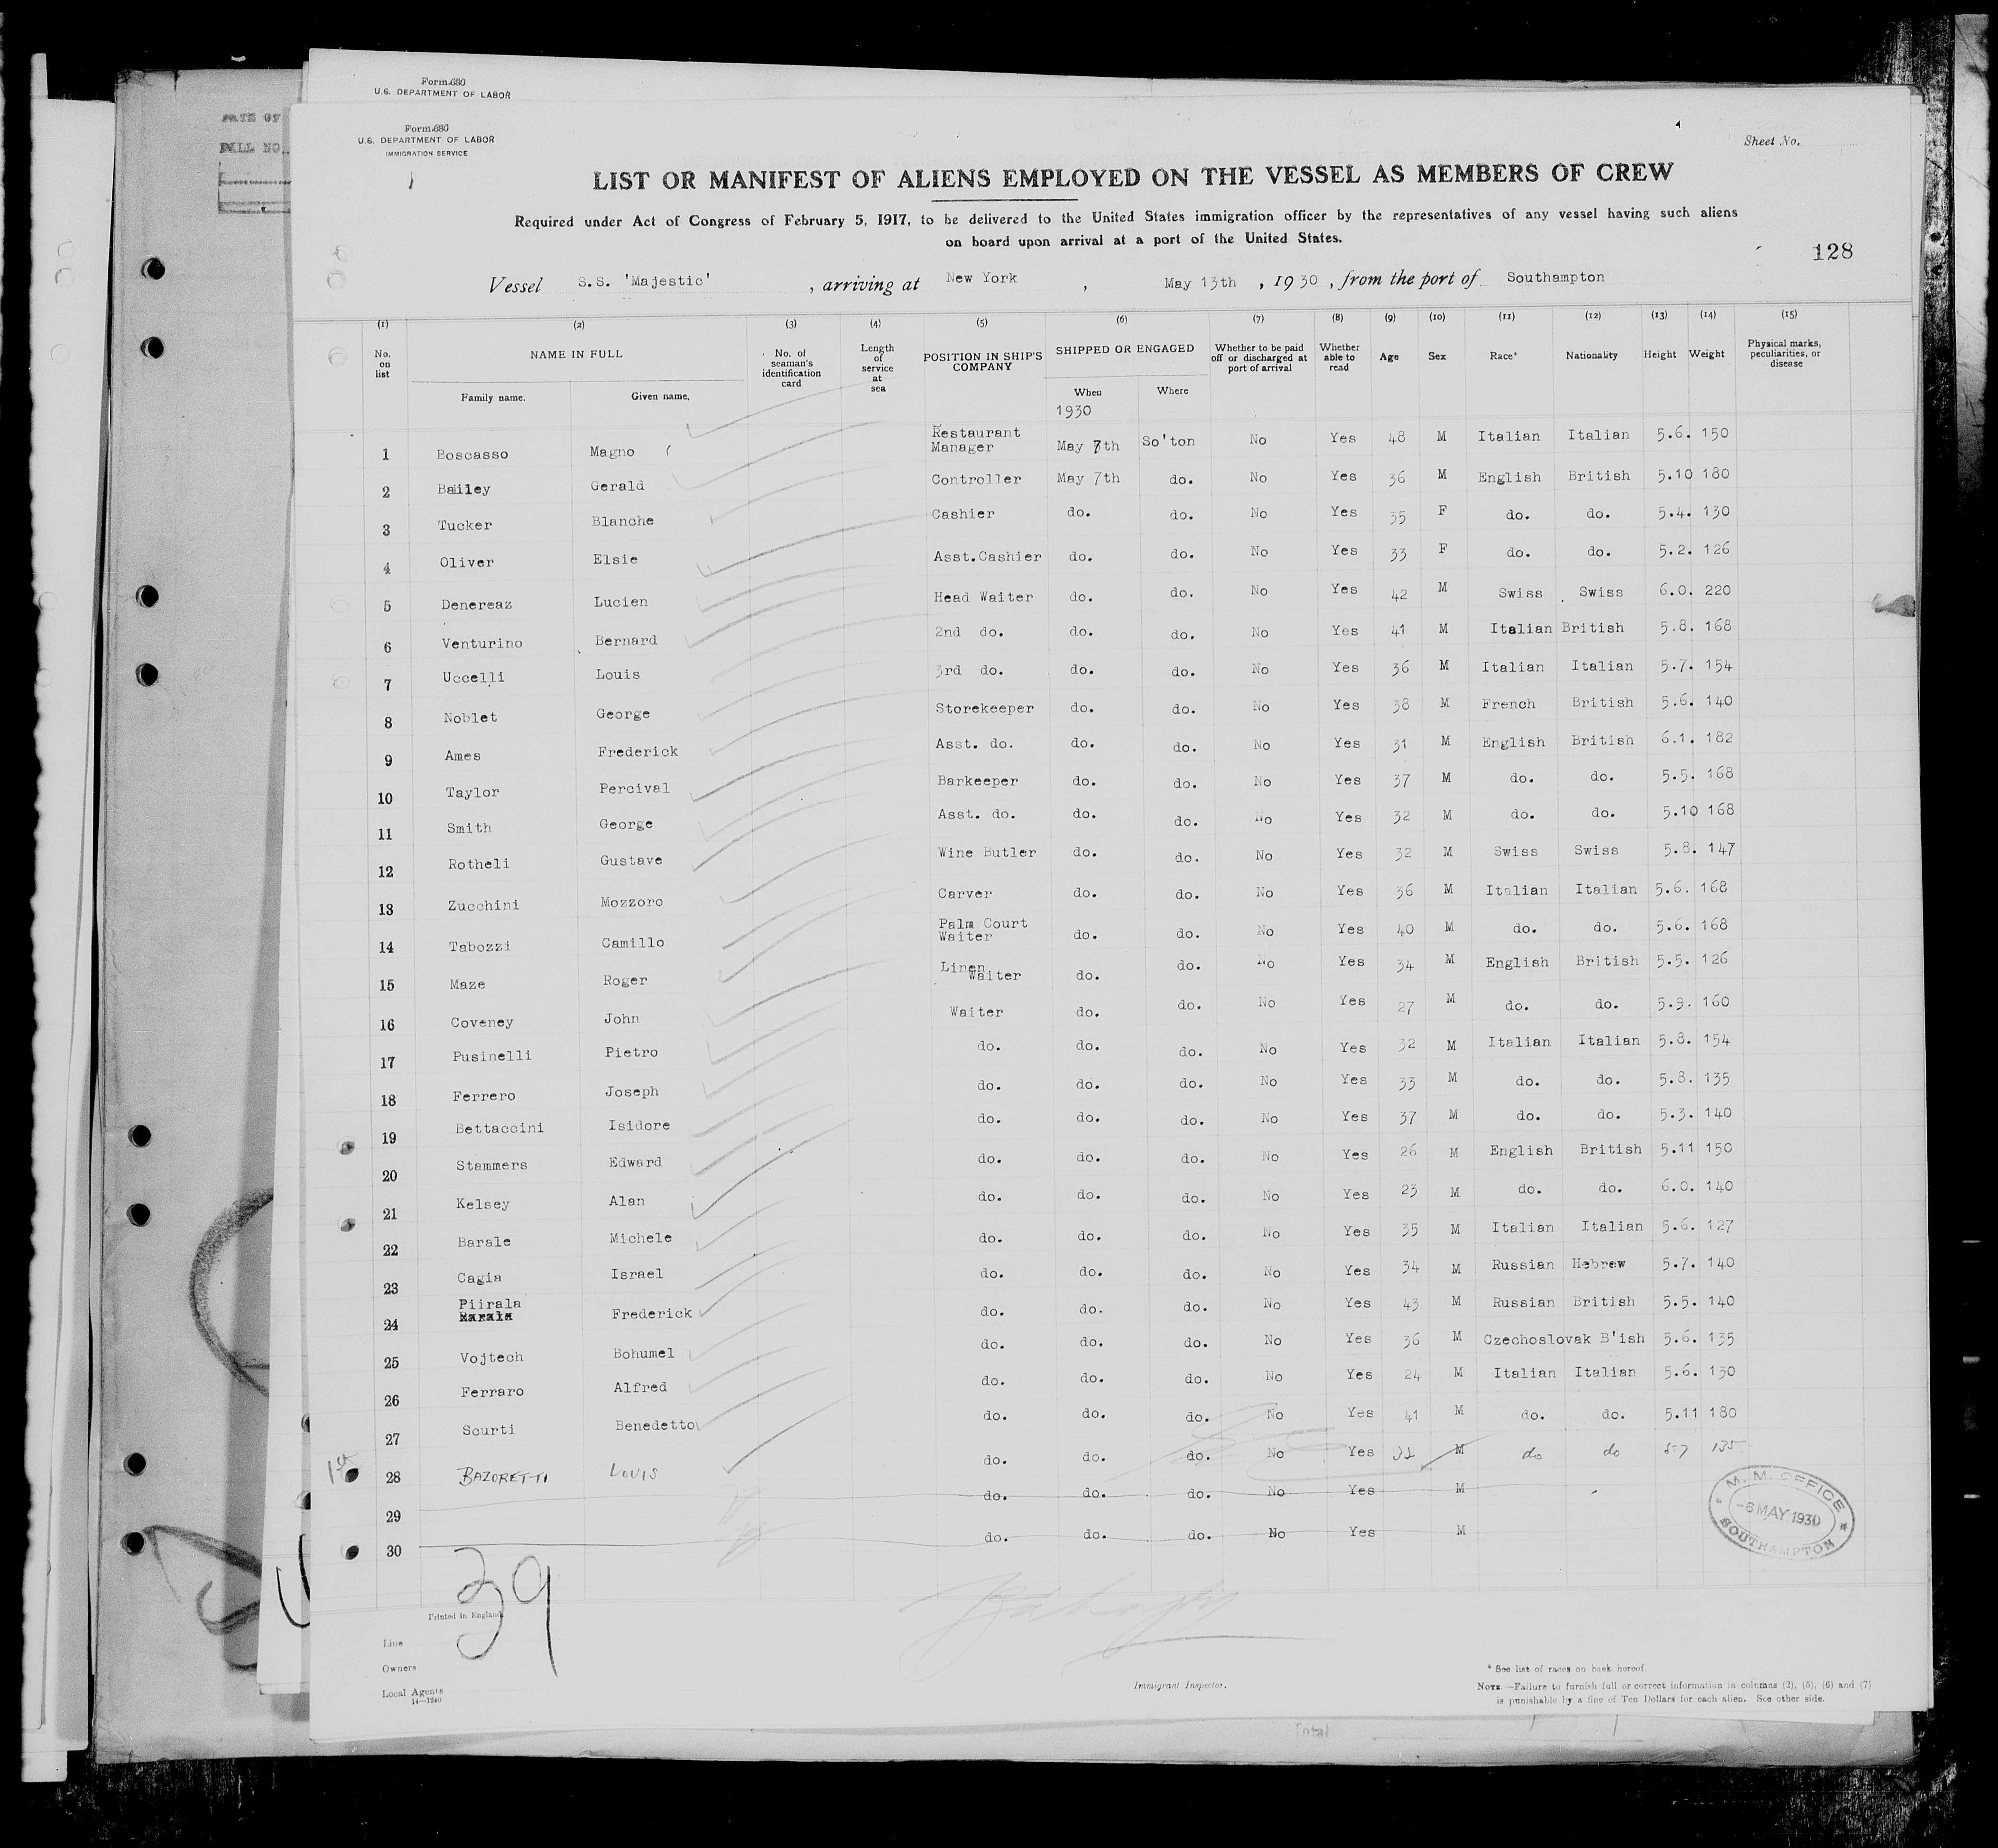 Form 680
U.S. DEPARTMENT OF LABOR
Form 680
U.S. DEPARTMENT OF LABOR
IMMIGRATION SERVICE
Sheet No.
LIST OR MANIFEST OF ALIENS EMPLOYED ON THE VESSEL AS MEMBERS OF CREW
Required under Act of Congress of February 5, 1917, to be delivered to the United States immigration officer by the representatives of any vessel having such aliens
on board upon arrival at a port of the United States.
128
Vessel S.S. 'Majestic' , arriving at New York , May 13th , 1930 , from the port of Southampton
(1) (2) (3) (4) (5) (6) (7) (8) (9) (10) (11) (12) (13) (14) (15)
No. on list NAME IN FULL No. of seaman's identification card Length of service at sea POSITION IN SHIP'S COMPANY SHIPPED OR ENGAGED Whether to be paid off or discharged at port of arrival Whether able to read Age Sex Race* Nationality Height Weight Physical marks, peculiarities, or disease
Family name. Given name. When Where
1930
1 Boscasso Magno Restaurant Manager May 7th So'ton No Yes 48 M Italian Italian 5.6. 150
2 Bailey Gerald Controller May 7th do. No Yes 36 M English British 5.10 180
3 Tucker Blanche Cashier do. do. No Yes 35 F do. do. 5.4. 130
4 Oliver Elsie Asst.Cashier do. do. No Yes 33 F do. do. 5.2. 126
5 Denereaz Lucien Head Waiter do. do. No Yes 42 M Swiss Swiss 6.0. 220
6 Venturino Bernard 2nd do. do. do. No Yes 41 M Italian British 5.8. 168
7 Uccelli Louis 3rd do. do. do. No Yes 36 M Italian Italian 5.7. 154
8 Noblet George Storekeeper do. do. No Yes 38 M French British 5.6. 140
9 Ames Frederick Asst. do. do. do. No Yes 31 M English British 6.1. 182
10 Taylor Percival Barkeeper do. do. No Yes 37 M do. do. 5.5. 168
11 Smith George Asst. do. do. do. No Yes 32 M do. do. 5.10 168
12 Rotheli Gustave Wine Butler do. do. No Yes 32 M Swiss Swiss 5.8. 147
13 Zucchini Mozzoro Carver do. do. No Yes 36 M Italian Italian 5.6. 168
14 Tabozzi Camillo Palm Court Waiter do. do. No Yes 40 M do. do. 5.6. 168
15 Maze Roger Linen Waiter do. do. No Yes 34 M English British 5.5. 126
16 Coveney John Waiter do. do. No Yes 27 M do. do. 5.9. 160
17 Pusinelli Pietro do. do. do. No Yes 32 M Italian Italian 5.8. 154
18 Ferrero Joseph do. do. do. No Yes 33 M do. do. 5.8. 135
19 Bettaccini Isidore do. do. do. No Yes 37 M do. do. 5.3. 140
20 Stammers Edward do. do. do. No Yes 26 M English British 5.11 150
21 Kelsey Alan do. do. do. No Yes 23 M do. do. 6.0. 140
22 Barale Michele do. do. do. No Yes 35 M Italian Italian 5.6. 127
23 Cagia Israel do. do. do. No Yes 34 M Russian Hebrew 5.7. 140
24 Piirala Frederick do. do. do. No Yes 43 M Russian British 5.5. 140
25 Vojtech Bohumel do. do. do. No Yes 36 M Czechoslovak B'ish 5.6. 135
26 Ferraro Alfred do. do. do. No Yes 24 M Italian Italian 5.6. 130
27 Scurti Benedetto do. do. do. No Yes 41 M do. do. 5.11 180
28 BAZORETTI LOUIS do. do. do. No Yes M do do 5-7 135
29 do. do. do. No Yes M
30 do. do. do. No Yes M
M. M. OFFICE
-6 MAY 1930
SOUTHAMPTON
39
Printed in England
Line
Owners
Local Agents
14—1240
Immigrant Inspector.
* See list of races on back hereof.
NOTE.—Failure to furnish full or correct information in columns (2), (5), (6) and (7)
is punishable by a fine of Ten Dollars for each alien. See other side.
Total